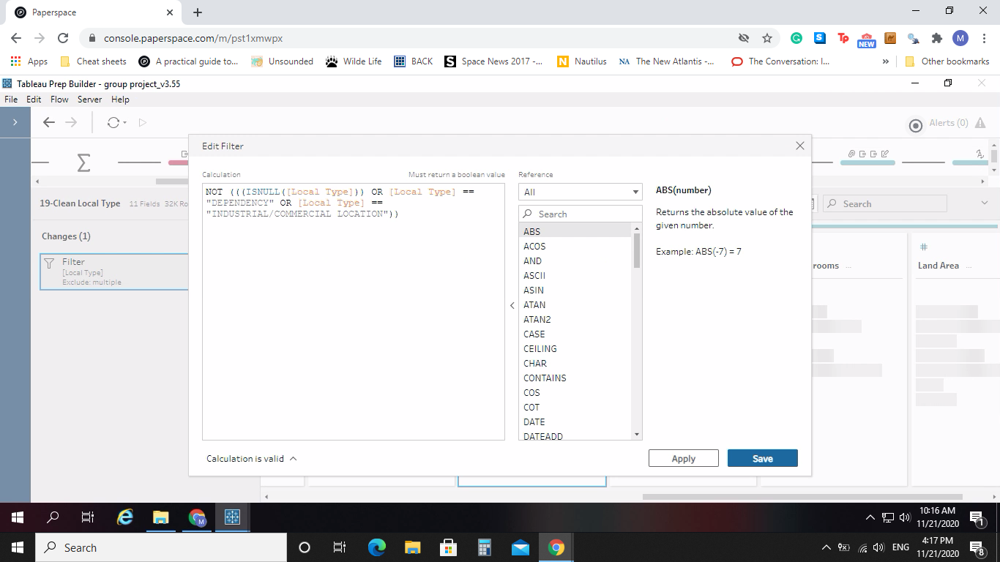 Paperspace
console.paperspace.com/m/pst1xmwpx
NEW
M
Apps
Cheat sheets
A practical guide to...
Unsounded
Wilde Life
BACK
Space News 2017 -...
Nautilus
NA The New Atlantis -...
The Conversation: I...
»
Other bookmarks
Tableau Prep Builder - group project_v3.55
File Edit Flow Server Help
Alerts (0)
Σ
19-Clean Local Type 11 Fields 32K Ro
Search
Changes (1)
Filter
[Local Type]
Exclude: multiple
Edit Filter
Calculation
Must return a boolean value
NOT (((ISNULL([Local Type])) OR [Local Type] ==
"DEPENDENCY" OR [Local Type] ==
"INDUSTRIAL/COMMERCIAL LOCATION"))
Reference
All
Search
ABS
ACOS
AND
ASCII
ASIN
ATAN
ATAN2
CASE
CEILING
CHAR
CONTAINS
COS
COT
DATE
DATEADD
ABS(number)
Returns the absolute value of the
given number.
Example: ABS(-7) = 7
Calculation is valid
Apply
Save
rooms ...
#
Land Area ...
10:16 AM
11/21/2020
1
Search
ENG
4:17 PM
11/21/2020
8